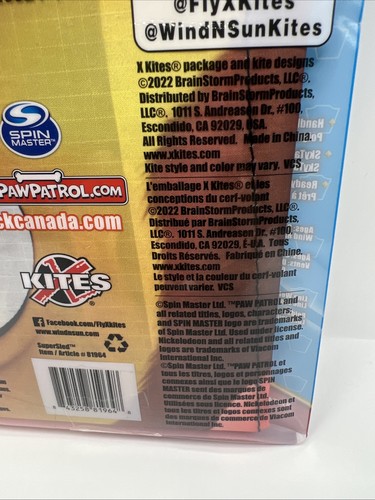 @FlyXKites
@WindNSunKites
X Kites® package and kite designs
©2022 BrainStormProducts, LLC®.
Distributed by BrainStormProducts,
LLC®, 1011 S. Andreasen Dr. #100,
Escondido, CA 92029, USA.
All Rights Reserved. Made in China.
www.xkites.com
Kite style and color may vary. VCS
L'emballage X Kites® et les
conceptions du cerf-volant
©2022 BrainStormProducts, LLC®.
Distribué par BrainStormProducts,
LLC®, 1011 S. Andreasen Dr. #100,
Escondido, CA 92029, É-U.A. Tous
Droits Réservés. Fabriqué en Chine.
www.xkites.com
Le style et la couleur du cerf-volant
peuvent varier. VCS
©Spin Master Ltd. ™PAW PATROL and
all related titles, logos, characters;
and SPIN MASTER logo are trademarks
of Spin Master Ltd. Used under license.
Nickelodeon and all related titles and
logos are trademarks of Viacom
International Inc.
©Spin Master Ltd. ™PAW PATROL et
tous les titres, logos et personnages
connexes ainsi que le logo SPIN
MASTER sont des marques de
commerce de Spin Master Ltd.
Utilisées sous licence. Nickelodeon et
tous les titres et logos connexes sont
des marques de commerce de Viacom
International Inc.
SPIN MASTER™
PAWPATROL.COM
ckcanada.com
X KITES®
Facebook.com/FlyXkites
www.windnsun.com
SuperSled™
Item / Article # 81964
8 43258 81964 8